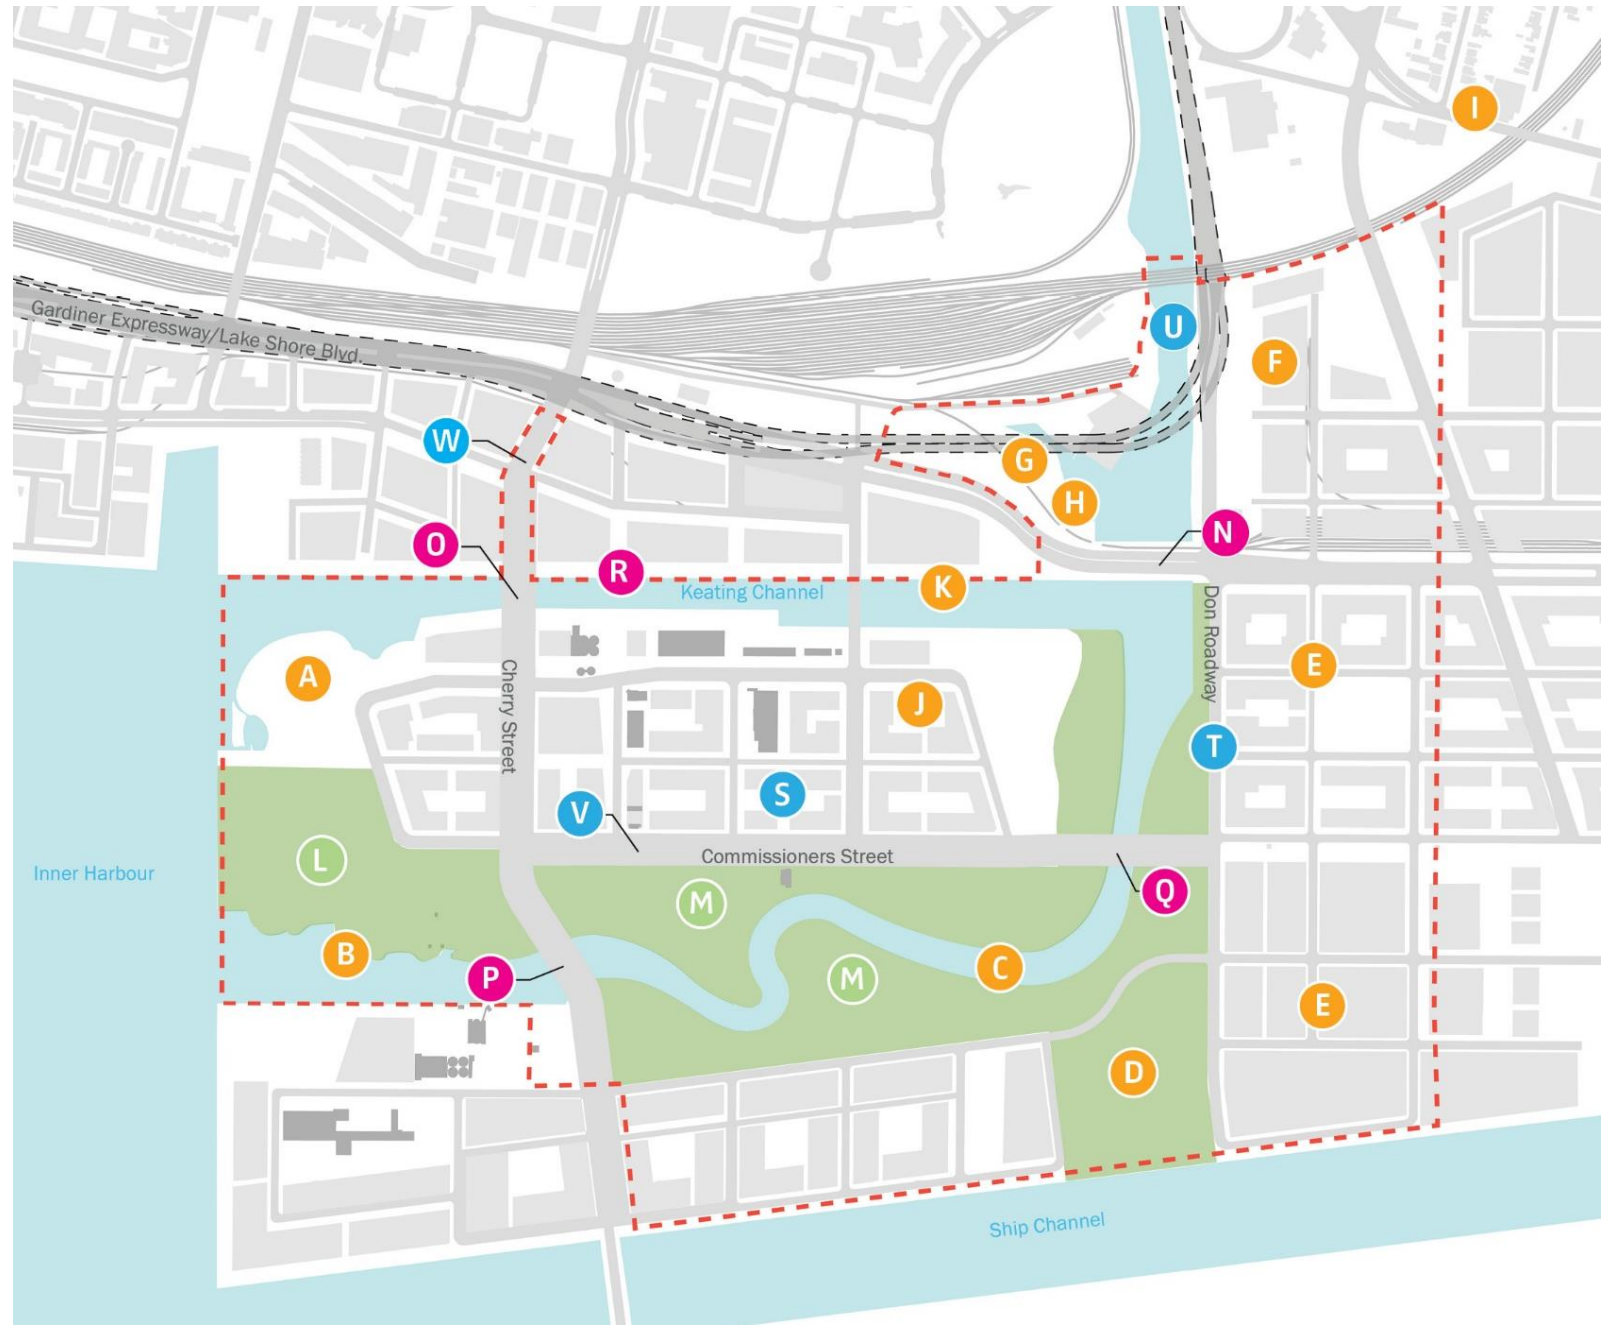 I
Gardiner Expressway/Lake Shore Blvd.
U
F
W
G
H
O
N
R
K
Keating Channel
Don Roadway
A
Cherry Street
E
J
T
V
S
Commissioners Street
L
Inner Harbour
M
Q
B
P
C
M
E
D
Ship Channel